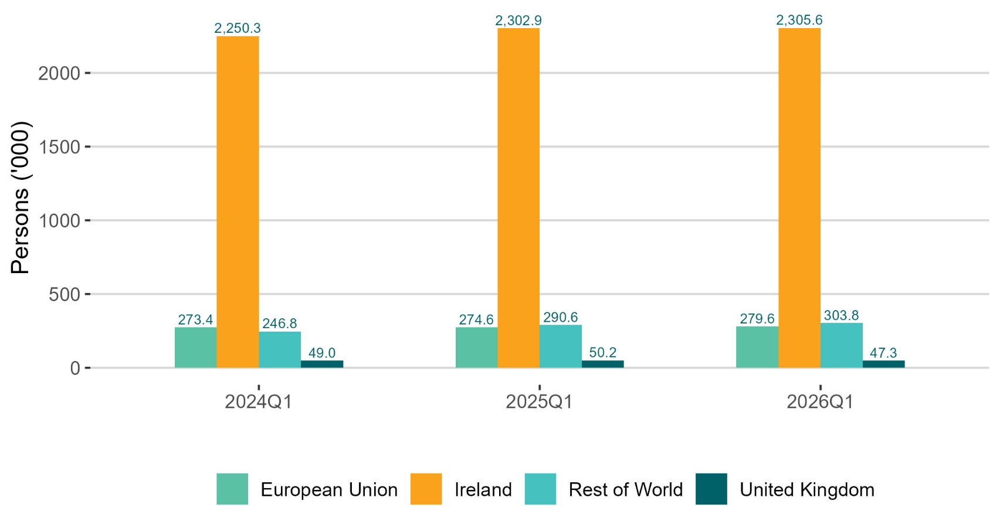 2,250.3
2,302.9
2,305.6
2000
1500
1000
500
0
Persons ('000)
273.4
246.8
49.0
274.6
290.6
50.2
279.6
303.8
47.3
2024Q1
2025Q1
2026Q1
European Union
Ireland
Rest of World
United Kingdom